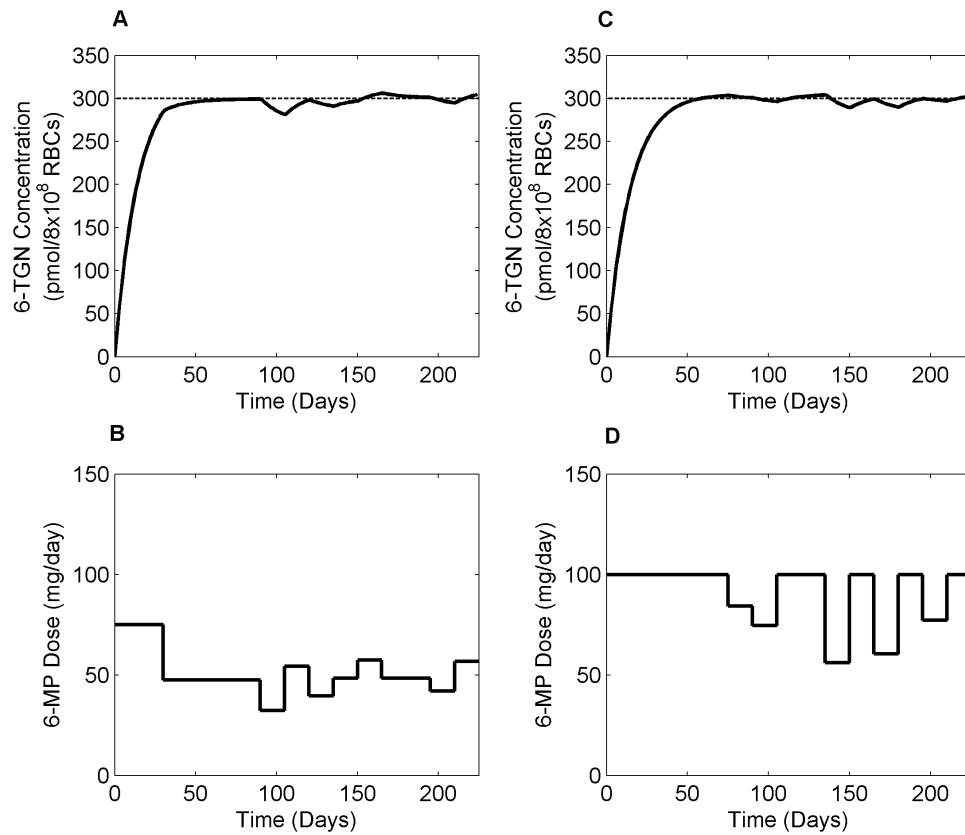 A
350
300
250
200
150
100
50
0
6-TGN Concentration
(pmol/8x10⁸ RBCs)
0 50 100 150 200
Time (Days)
C
350
300
250
200
150
100
50
0
6-TGN Concentration
(pmol/8x10⁸ RBCs)
0 50 100 150 200
Time (Days)
B
150
100
50
0
6-MP Dose (mg/day)
0 50 100 150 200
Time (Days)
D
150
100
50
0
6-MP Dose (mg/day)
0 50 100 150 200
Time (Days)